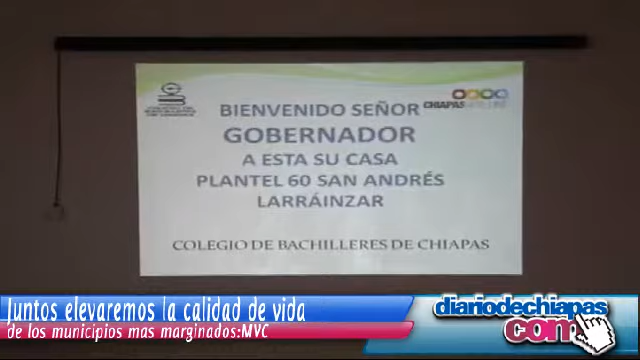 BIENVENIDO SEÑOR
CHIAPAS
GOBERNADOR
A ESTA SU CASA
PLANTEL 60 SAN ANDRÉS
LARRÁINZAR
COLEGIO DE BACHILLERES DE CHIAPAS
Juntos elevaremos la calidad de vida
de los municipios mas marginados:MVC
diariodechiapas
com